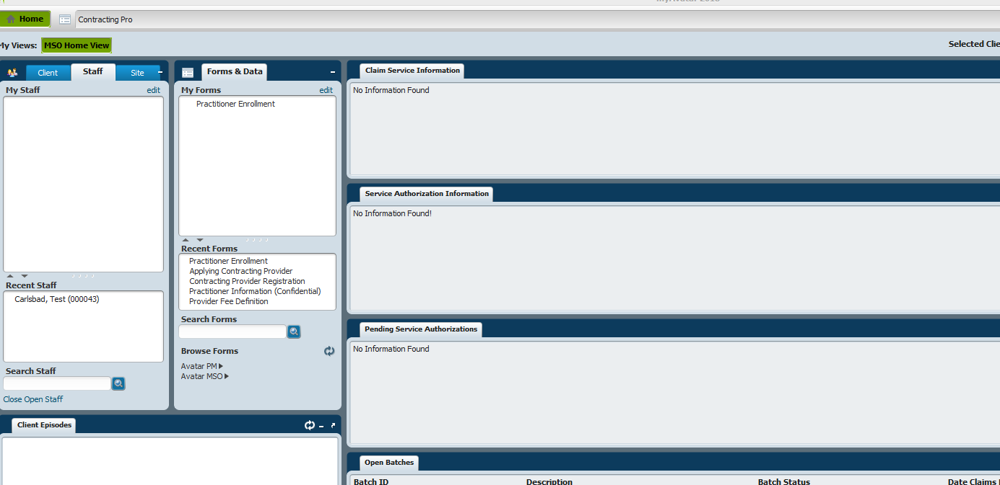 Home
Contracting Pro
My Views:
MSO Home View
Client
Staff
Site
My Staff
edit
Recent Staff
Carlsbad, Test (000043)
Search Staff
Close Open Staff
Forms & Data
My Forms
edit
Practitioner Enrollment
Recent Forms
Practitioner Enrollment
Applying Contracting Provider
Contracting Provider Registration
Practitioner Information (Confidential)
Provider Fee Definition
Search Forms
Browse Forms
Avatar PM
Avatar MSO
Client Episodes
Selected Clie
Claim Service Information
No Information Found
Service Authorization Information
No Information Found!
Pending Service Authorizations
No Information Found
Open Batches
Batch ID
Description
Batch Status
Date Claims